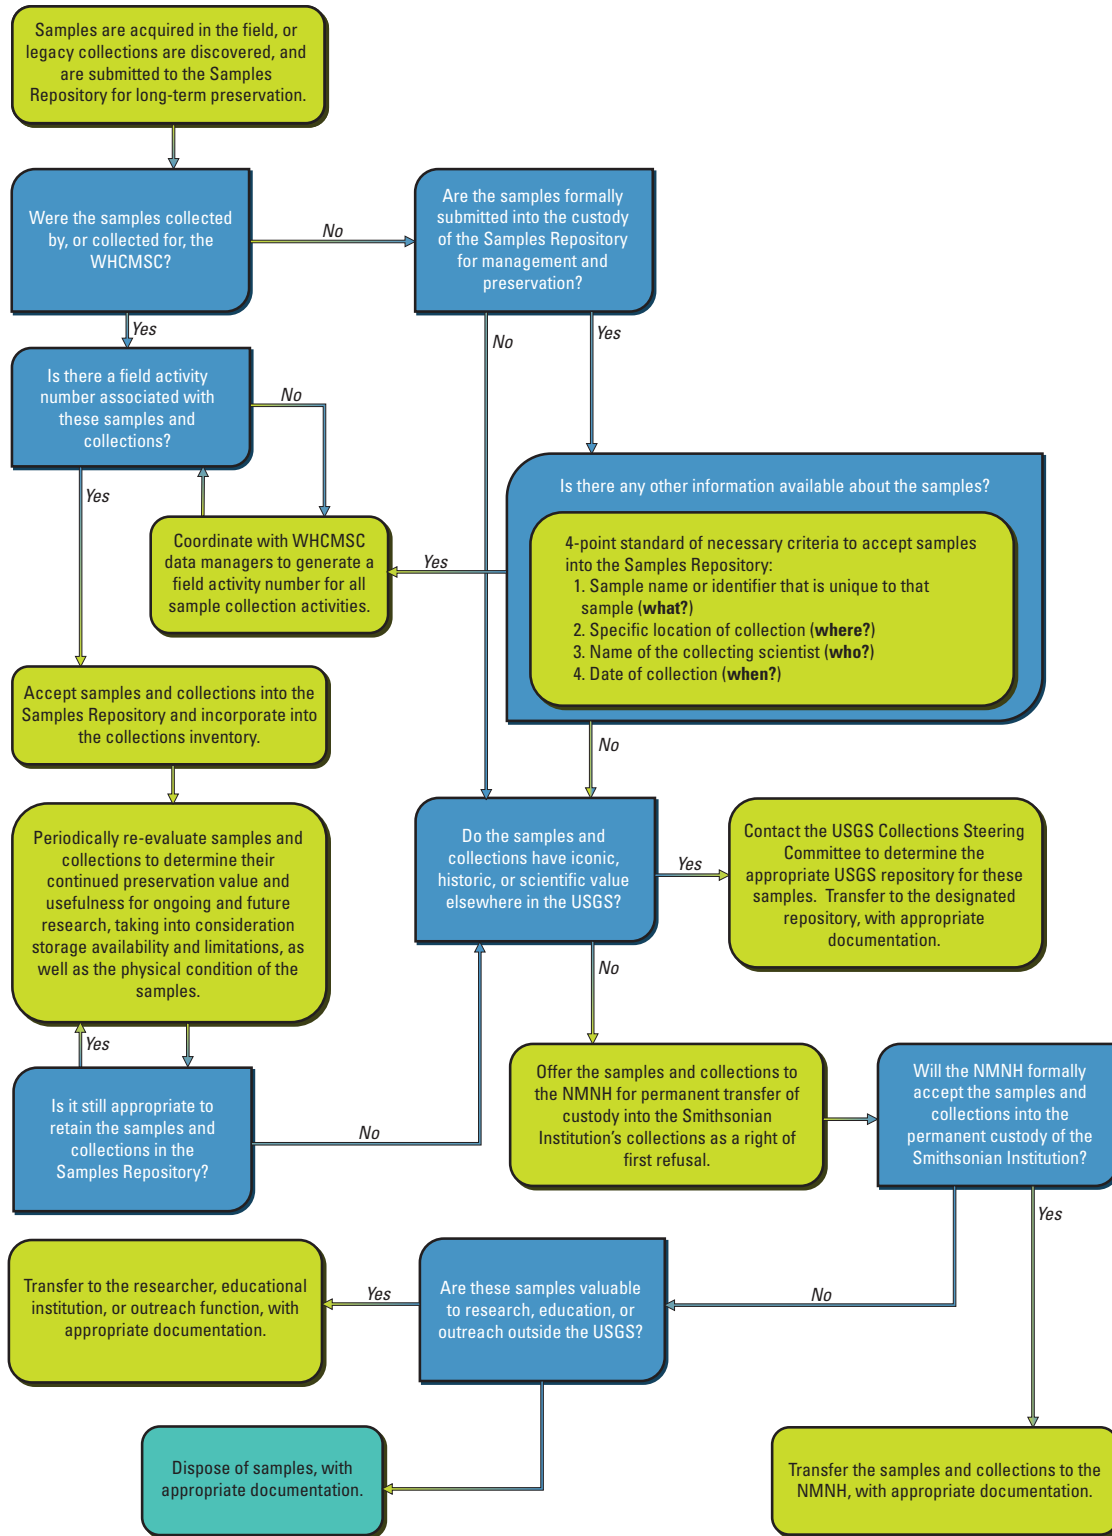 Samples are acquired in the field, or
legacy collections are discovered, and
are submitted to the Samples
Repository for long-term preservation.
Were the samples collected
by, or collected for, the
WHCMSC?
No
Are the samples formally
submitted into the custody
of the Samples Repository
for management and
preservation?
Yes
No
Yes
Is there a field activity
number associated with
these samples and
collections?
No
Yes
Coordinate with WHCMSC
data managers to generate a
field activity number for all
sample collection activities.
Yes
Is there any other information available about the samples?
4-point standard of necessary criteria to accept samples
into the Samples Repository:
1. Sample name or identifier that is unique to that
sample (what?)
2. Specific location of collection (where?)
3. Name of the collecting scientist (who?)
4. Date of collection (when?)
Accept samples and collections into the
Samples Repository and incorporate into
the collections inventory.
No
Periodically re-evaluate samples and
collections to determine their
continued preservation value and
usefulness for ongoing and future
research, taking into consideration
storage availability and limitations, as
well as the physical condition of the
samples.
Do the samples and
collections have iconic,
historic, or scientific value
elsewhere in the USGS?
Yes
Contact the USGS Collections Steering
Committee to determine the
appropriate USGS repository for these
samples. Transfer to the designated
repository, with appropriate
documentation.
No
Yes
Is it still appropriate to
retain the samples and
collections in the
Samples Repository?
No
Offer the samples and collections to
the NMNH for permanent transfer of
custody into the Smithsonian
Institution's collections as a right of
first refusal.
Will the NMNH formally
accept the samples and
collections into the
permanent custody of the
Smithsonian Institution?
Yes
No
Transfer to the researcher, educational
institution, or outreach function, with
appropriate documentation.
Yes
Are these samples valuable
to research, education, or
outreach outside the USGS?
Dispose of samples, with
appropriate documentation.
Transfer the samples and collections to the
NMNH, with appropriate documentation.